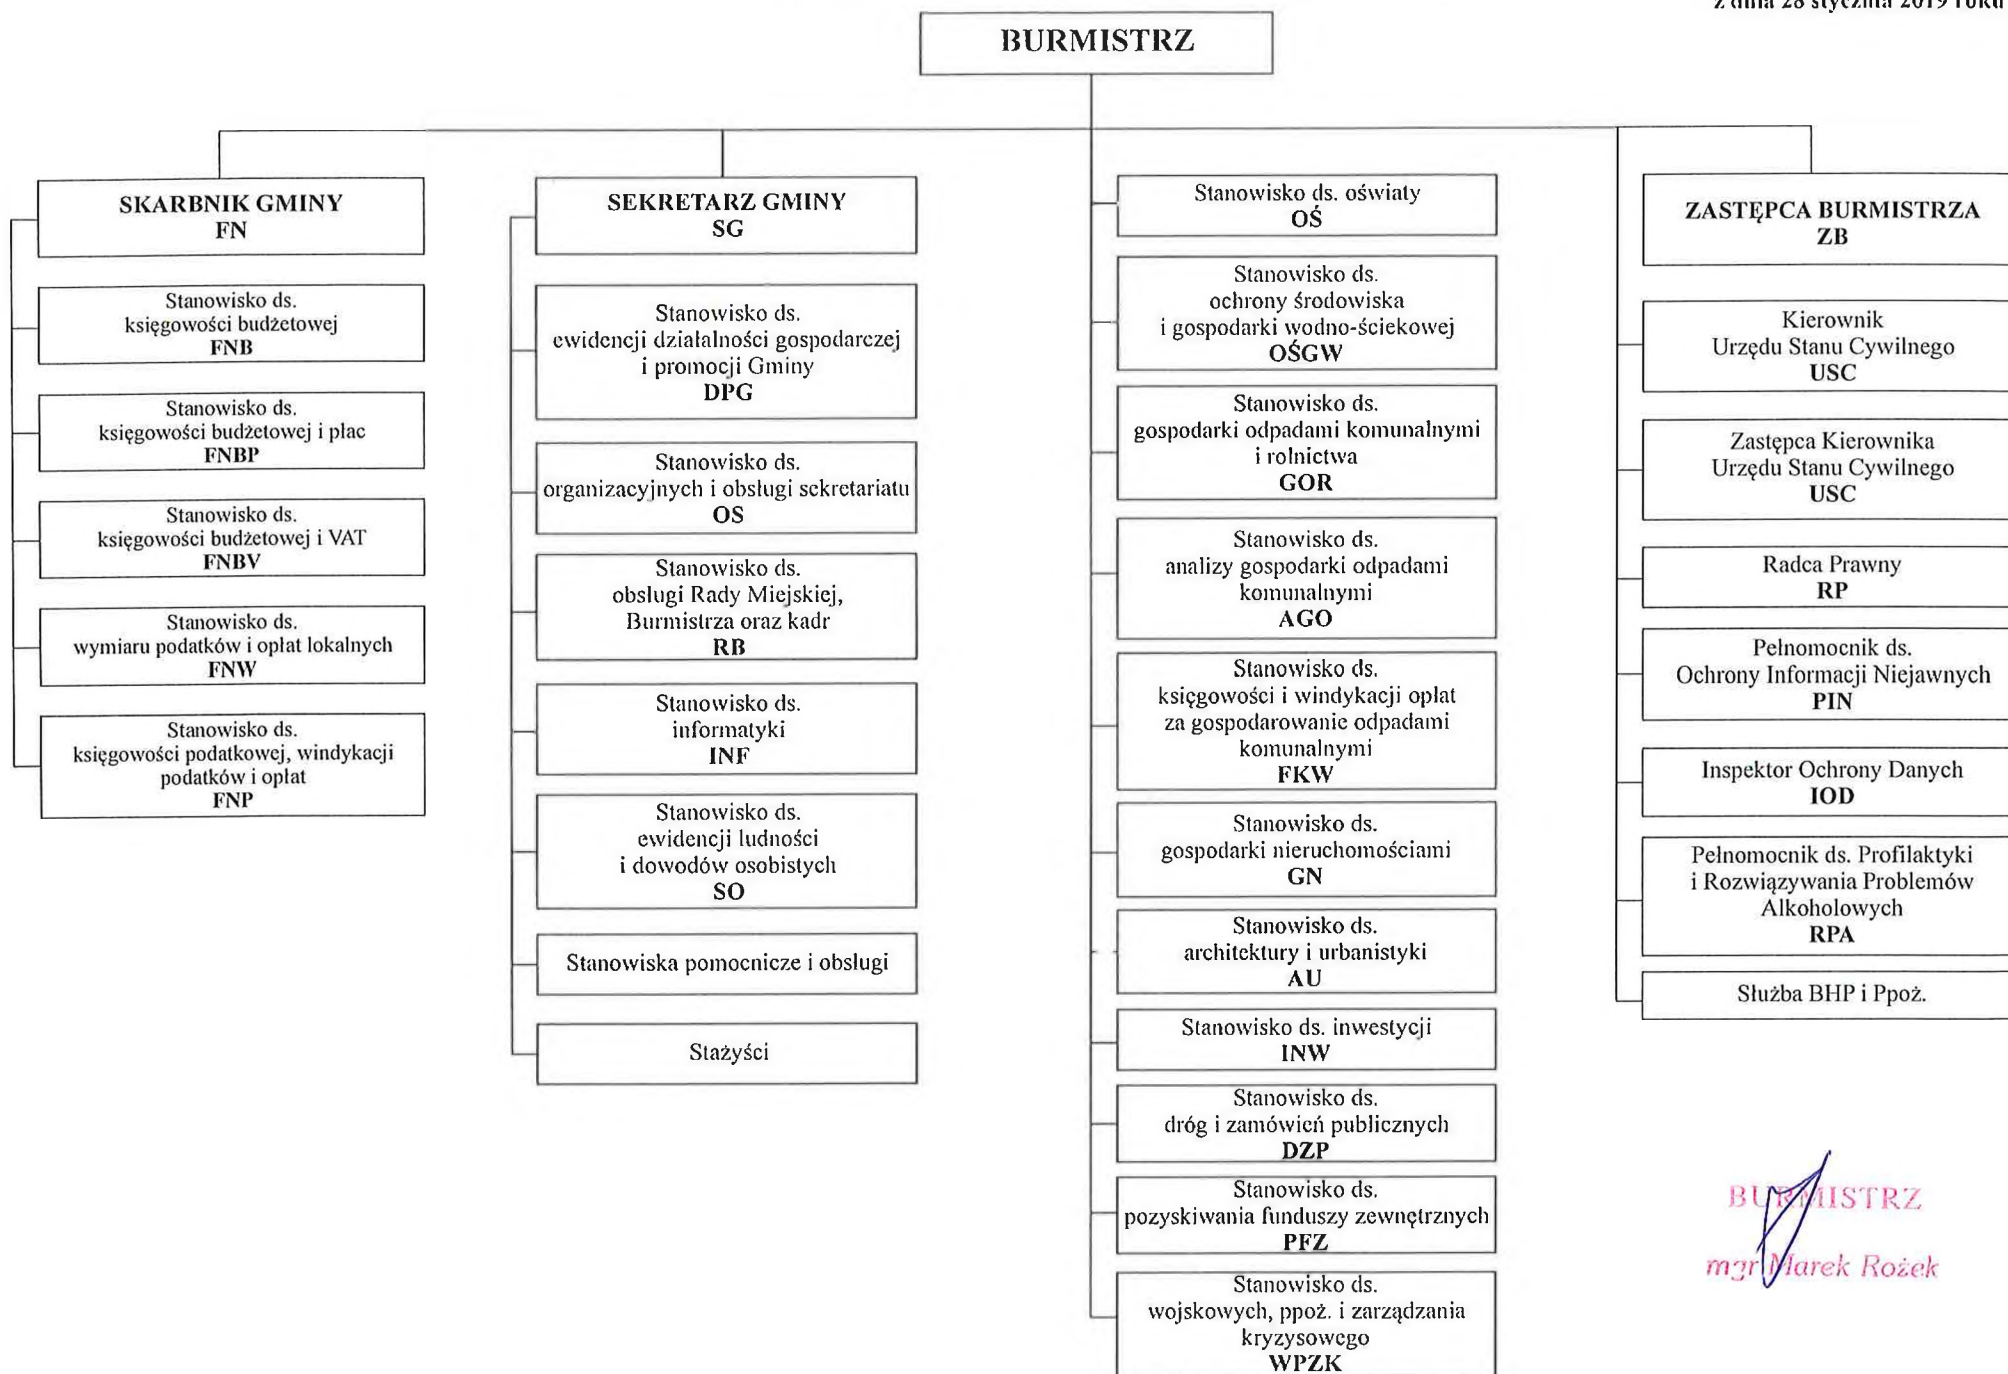 z dnia 28 stycznia 2019 roku
BURMISTRZ
SKARBNIK GMINY
FN
Stanowisko ds.
księgowości budżetowej
FNB
Stanowisko ds.
księgowości budżetowej i płac
FNBP
Stanowisko ds.
księgowości budżetowej i VAT
FNBV
Stanowisko ds.
wymiaru podatków i opłat lokalnych
FNW
Stanowisko ds.
księgowości podatkowej, windykacji
podatków i opłat
FNP
SEKRETARZ GMINY
SG
Stanowisko ds.
ewidencji działalności gospodarczej
i promocji Gminy
DPG
Stanowisko ds.
organizacyjnych i obsługi sekretariatu
OS
Stanowisko ds.
obsługi Rady Miejskiej,
Burmistrza oraz kadr
RB
Stanowisko ds.
informatyki
INF
Stanowisko ds.
ewidencji ludności
i dowodów osobistych
SO
Stanowiska pomocnicze i obsługi
Stażyści
Stanowisko ds. oświaty
OŚ
Stanowisko ds.
ochrony środowiska
i gospodarki wodno-ściekowej
OŚGW
Stanowisko ds.
gospodarki odpadami komunalnymi
i rolnictwa
GOR
Stanowisko ds.
analizy gospodarki odpadami
komunalnymi
AGO
Stanowisko ds.
księgowości i windykacji opłat
za gospodarowanie odpadami
komunalnymi
FKW
Stanowisko ds.
gospodarki nieruchomościami
GN
Stanowisko ds.
architektury i urbanistyki
AU
Stanowisko ds. inwestycji
INW
Stanowisko ds.
dróg i zamówień publicznych
DZP
Stanowisko ds.
pozyskiwania funduszy zewnętrznych
PFZ
Stanowisko ds.
wojskowych, ppoż. i zarządzania
kryzysowego
WPZK
ZASTĘPCA BURMISTRZA
ZB
Kierownik
Urzędu Stanu Cywilnego
USC
Zastępca Kierownika
Urzędu Stanu Cywilnego
USC
Radca Prawny
RP
Pełnomocnik ds.
Ochrony Informacji Niejawnych
PIN
Inspektor Ochrony Danych
IOD
Pełnomocnik ds. Profilaktyki
i Rozwiązywania Problemów
Alkoholowych
RPA
Służba BHP i Ppoż.
BURMISTRZ
mgr Marek Rożek